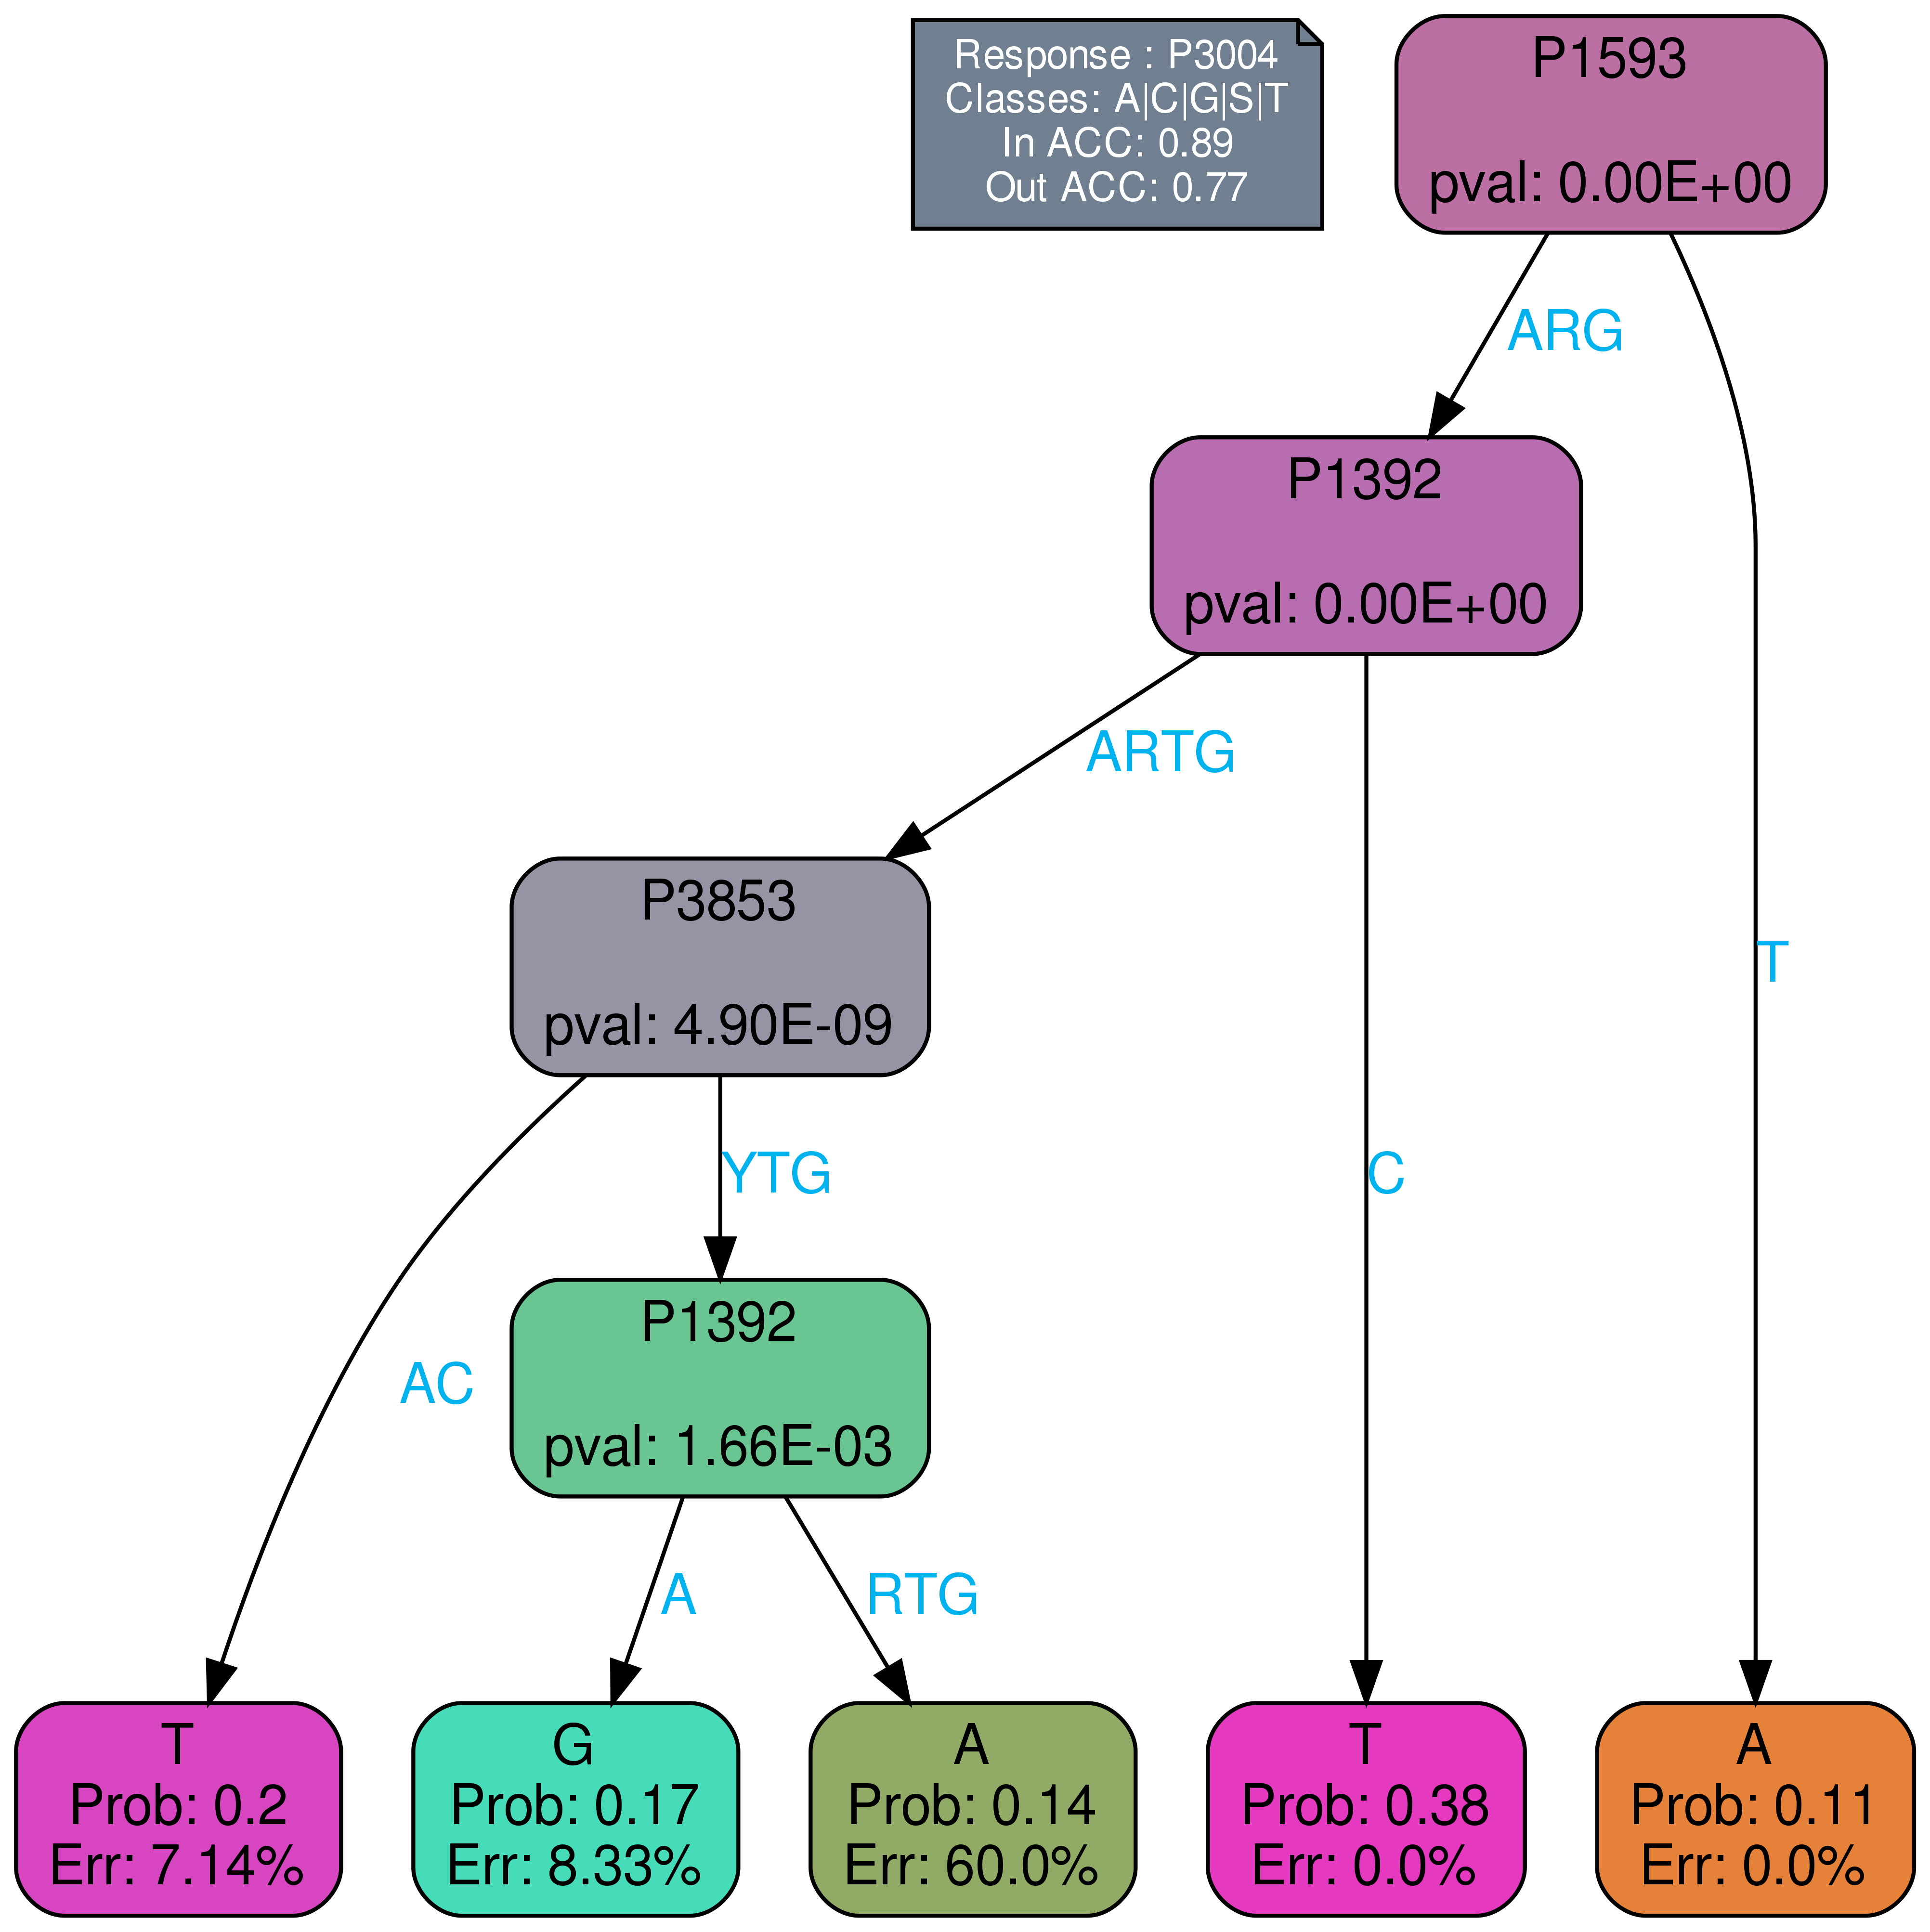 Response : P3004
Classes: A|C|G|S|T
In ACC: 0.89
Out ACC: 0.77
P1593
pval: 0.00E+00
ARG
P1392
pval: 0.00E+00
ARTG
T
P3853
pval: 4.90E-09
YTG
C
P1392
pval: 1.66E-03
AC
A
RTG
T
Prob: 0.2
Err: 7.14%
G
Prob: 0.17
Err: 8.33%
A
Prob: 0.14
Err: 60.0%
T
Prob: 0.38
Err: 0.0%
A
Prob: 0.11
Err: 0.0%